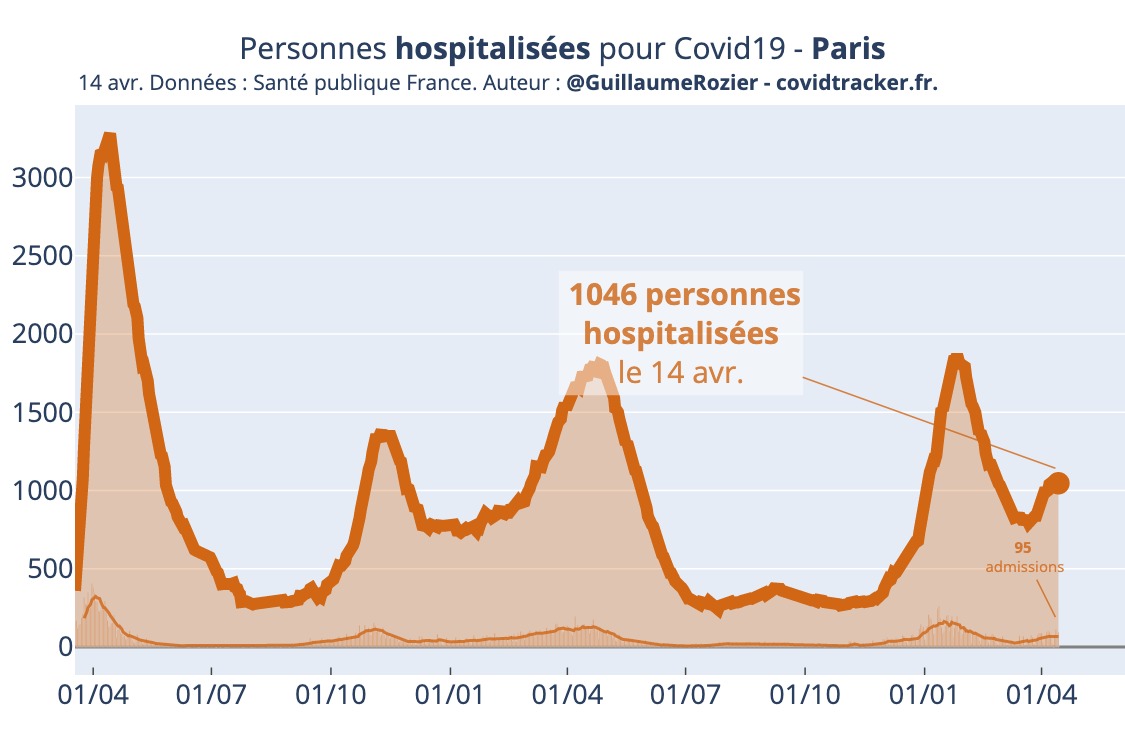 Personnes hospitalisées pour Covid19 - Paris
14 avr. Données : Santé publique France. Auteur : @GuillaumeRozier - covidtracker.fr.
3000
2500
2000
1500
1000
500
0
1046 personnes
hospitalisées
le 14 avr.
95
admissions
01/04 01/07 01/10 01/01 01/04 01/07 01/10 01/01 01/04